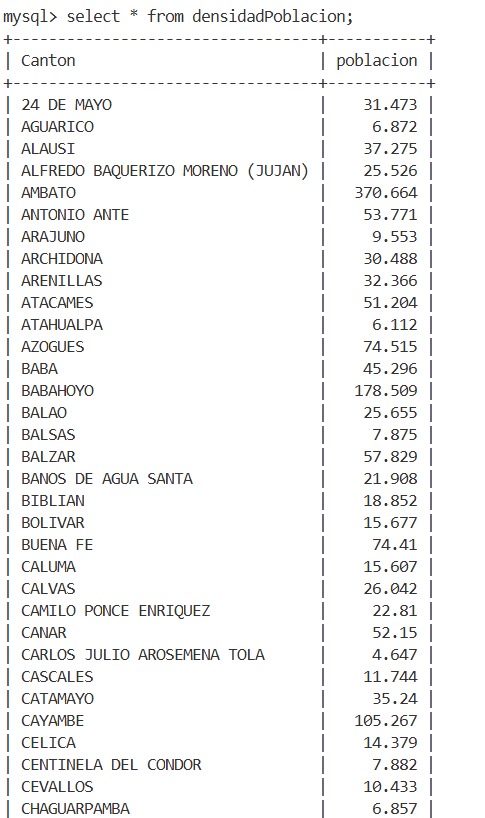 mysql> select * from densidadPoblacion;
+----------------------------------+-----------+
| Canton                           | poblacion |
+----------------------------------+-----------+
| 24 DE MAYO                       |    31.473 |
| AGUARICO                         |     6.872 |
| ALAUSI                           |    37.275 |
| ALFREDO BAQUERIZO MORENO (JUJAN) |    25.526 |
| AMBATO                           |   370.664 |
| ANTONIO ANTE                     |    53.771 |
| ARAJUNO                          |     9.553 |
| ARCHIDONA                        |    30.488 |
| ARENILLAS                        |    32.366 |
| ATACAMES                         |    51.204 |
| ATAHUALPA                        |     6.112 |
| AZOGUES                          |    74.515 |
| BABA                             |    45.296 |
| BABAHOYO                         |   178.509 |
| BALAO                            |    25.655 |
| BALSAS                           |     7.875 |
| BALZAR                           |    57.829 |
| BANOS DE AGUA SANTA              |    21.908 |
| BIBLIAN                          |    18.852 |
| BOLIVAR                          |    15.677 |
| BUENA FE                         |     74.41 |
| CALUMA                           |    15.607 |
| CALVAS                           |    26.042 |
| CAMILO PONCE ENRIQUEZ            |     22.81 |
| CANAR                            |     52.15 |
| CARLOS JULIO AROSEMENA TOLA      |     4.647 |
| CASCALES                         |    11.744 |
| CATAMAYO                         |     35.24 |
| CAYAMBE                          |   105.267 |
| CELICA                           |    14.379 |
| CENTINELA DEL CONDOR             |     7.882 |
| CEVALLOS                         |    10.433 |
| CHAGUARPAMBA                     |     6.857 |